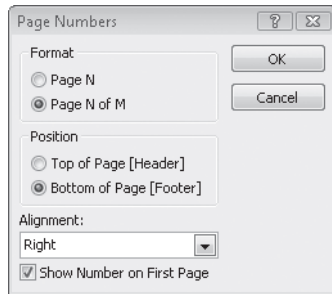 Page Numbers
Format
Page N
Page N of M
Position
Top of Page [Header]
Bottom of Page [Footer]
Alignment:
Right
Show Number on First Page
OK
Cancel